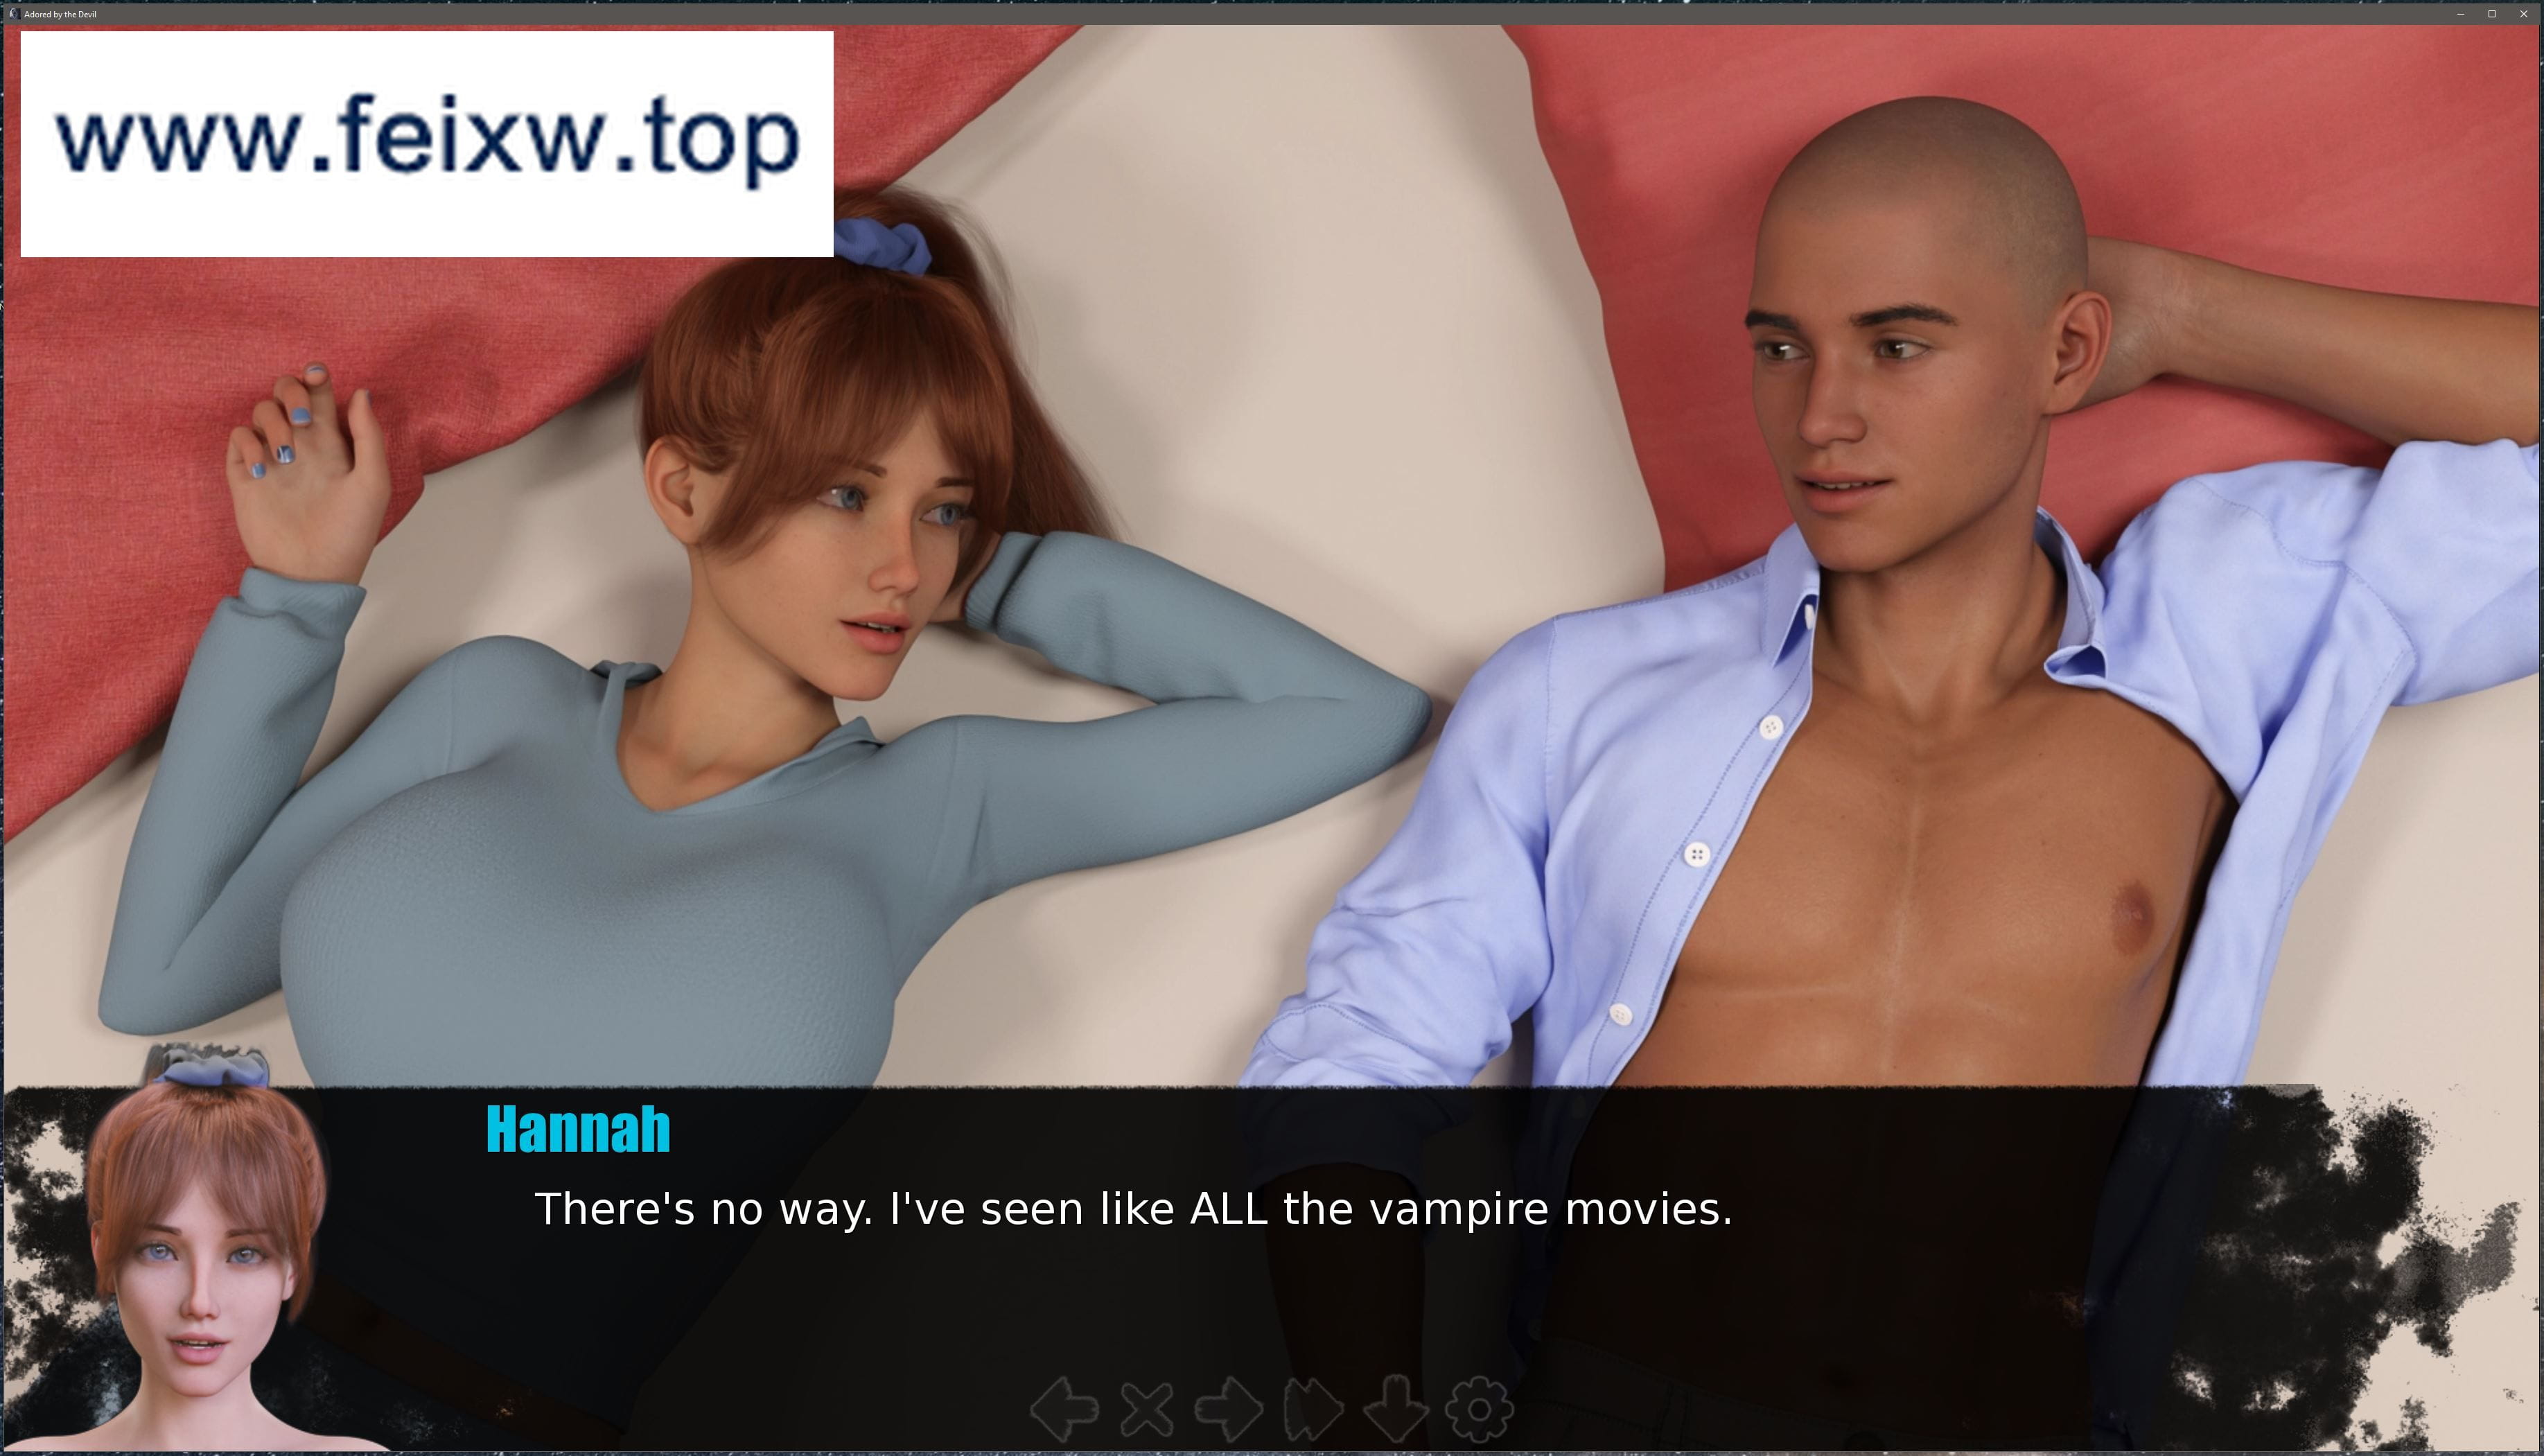 Adored by the Devil
www.feixw.top
Hannah
There's no way. I've seen like ALL the vampire movies.